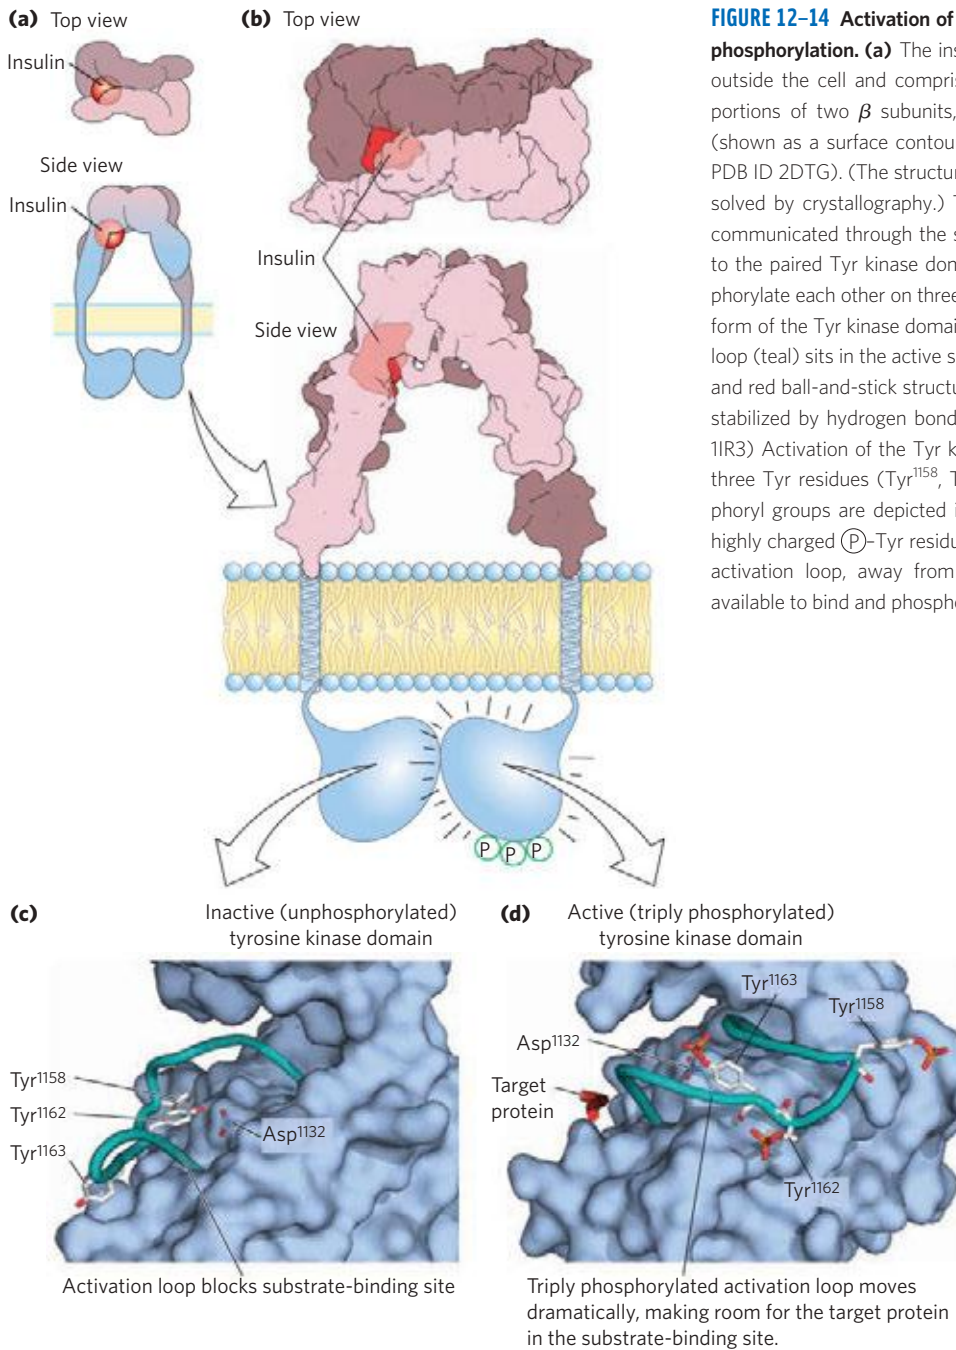 (a) Top view
Insulin
Side view
Insulin
(b) Top view
Insulin
Side view
P P P
FIGURE 12–14 Activation of
phosphorylation. (a) The ins
outside the cell and compris
portions of two β subunits,
(shown as a surface contou
PDB ID 2DTG). (The structur
solved by crystallography.) T
communicated through the s
to the paired Tyr kinase don
phorylate each other on three
form of the Tyr kinase domai
loop (teal) sits in the active s
and red ball-and-stick structu
stabilized by hydrogen bond
1IR3) Activation of the Tyr k
three Tyr residues (Tyr1158, T
phoryl groups are depicted i
highly charged P–Tyr residu
activation loop, away from
available to bind and phosphc
(c) Inactive (unphosphorylated)
tyrosine kinase domain
Tyr1158
Tyr1162
Tyr1163
Asp1132
Activation loop blocks substrate-binding site
(d) Active (triply phosphorylated)
tyrosine kinase domain
Tyr1163
Tyr1158
Asp1132
Target
protein
Tyr1162
Triply phosphorylated activation loop moves
dramatically, making room for the target protein
in the substrate-binding site.